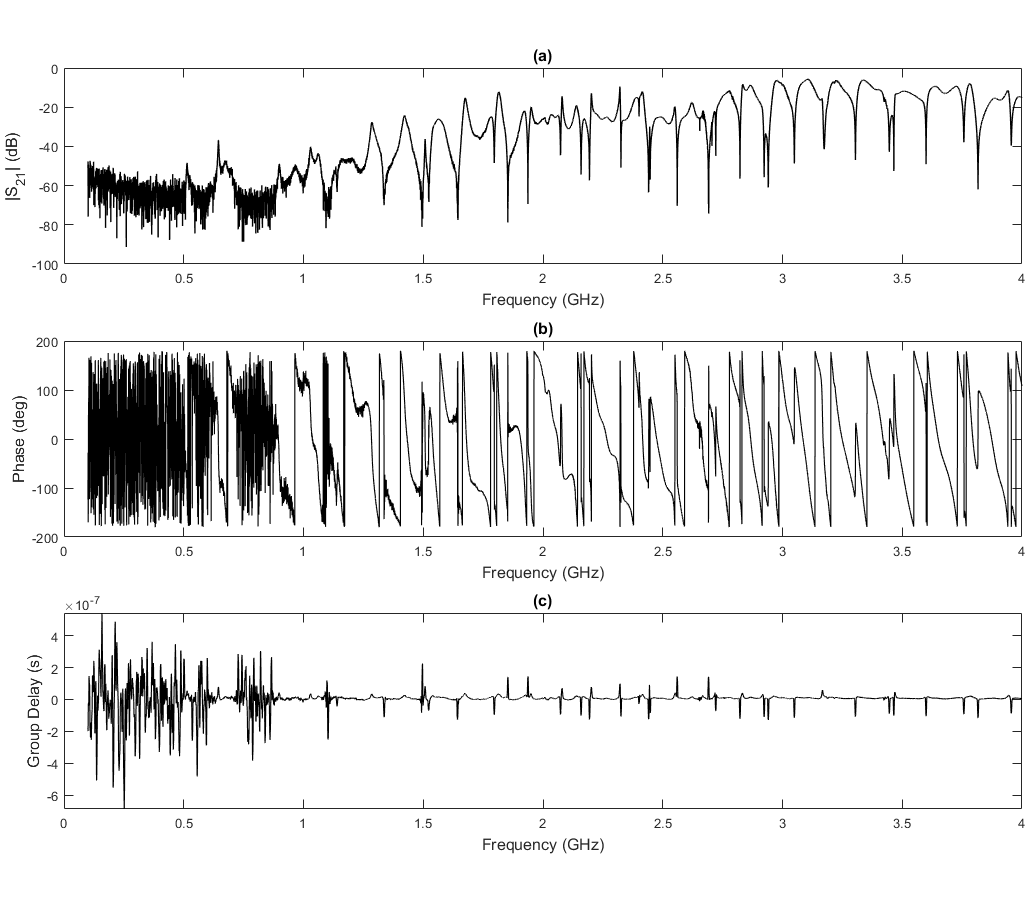 (a)
0
-20
-40
-60
-80
-100
|S21| (dB)
0 0.5 1 1.5 2 2.5 3 3.5 4
Frequency (GHz)
(b)
200
100
0
-100
-200
Phase (deg)
0 0.5 1 1.5 2 2.5 3 3.5 4
Frequency (GHz)
(c)
×10-7
4
2
0
-2
-4
-6
Group Delay (s)
0 0.5 1 1.5 2 2.5 3 3.5 4
Frequency (GHz)